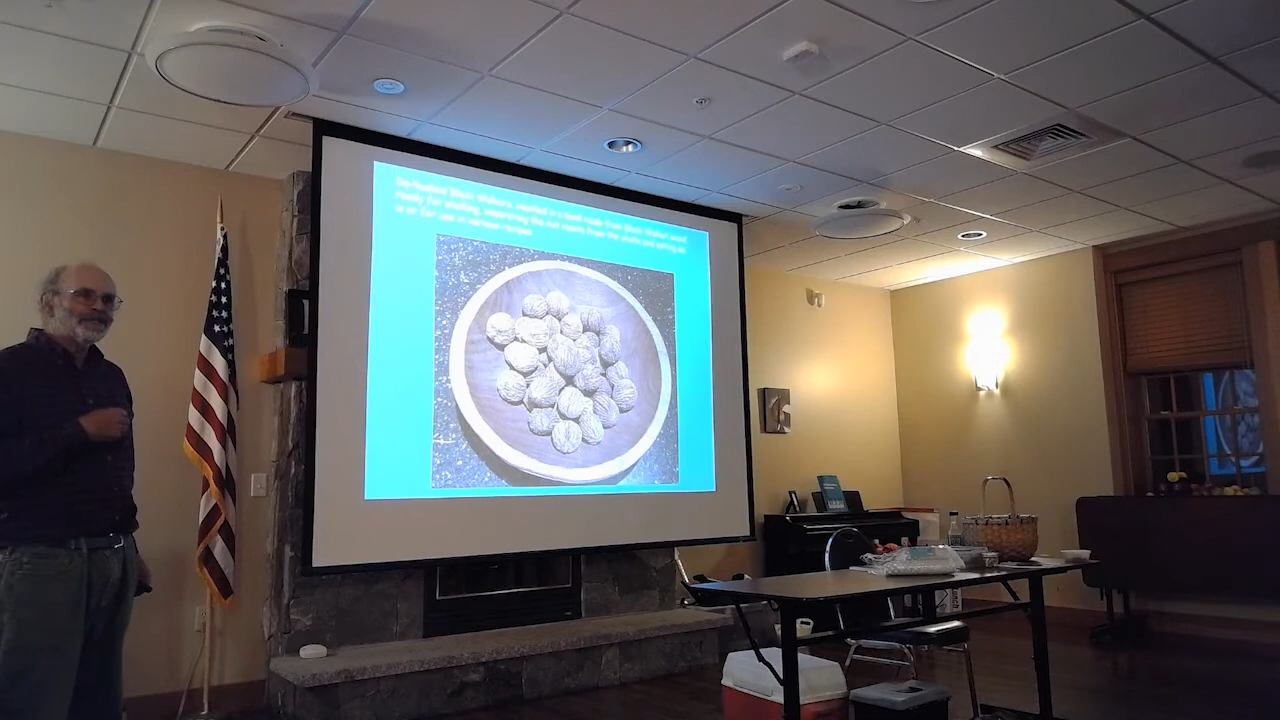 De-husked Black Walnuts, washed in a bowl made from Black Walnut wood
ready for shelling, separating the nut meats from the shells and eating as
is or for use in various recipes